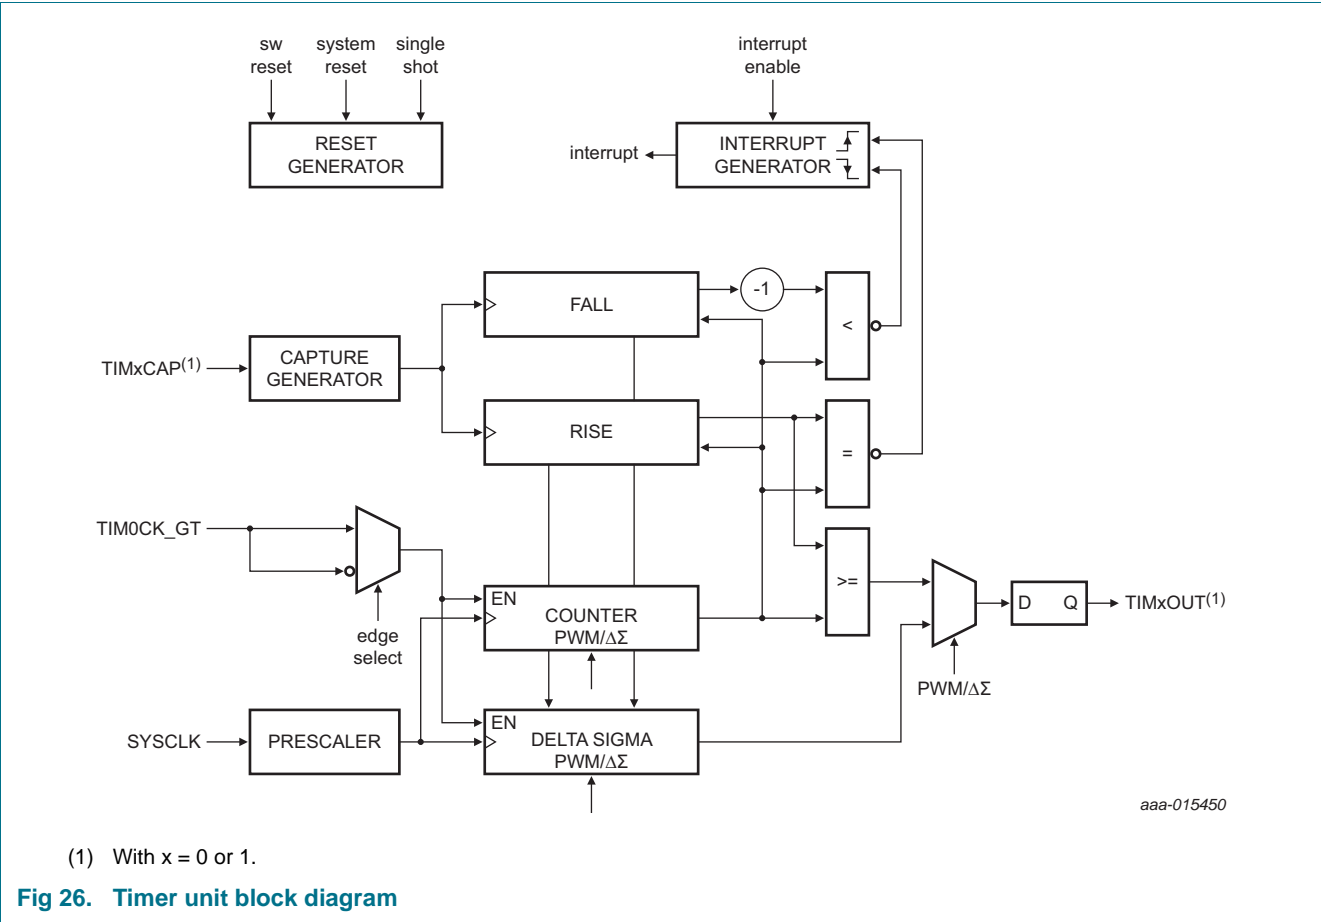 sw reset
system reset
single shot
interrupt enable
RESET GENERATOR
interrupt
INTERRUPT GENERATOR
FALL
-1
<
TIMxCAP(1)
CAPTURE GENERATOR
RISE
=
TIM0CK_GT
>=
EN
COUNTER
PWM/ΔΣ
D Q
TIMxOUT(1)
edge select
PWM/ΔΣ
SYSCLK
PRESCALER
EN
DELTA SIGMA
PWM/ΔΣ
aaa-015450
(1) With x = 0 or 1.
Fig 26. Timer unit block diagram